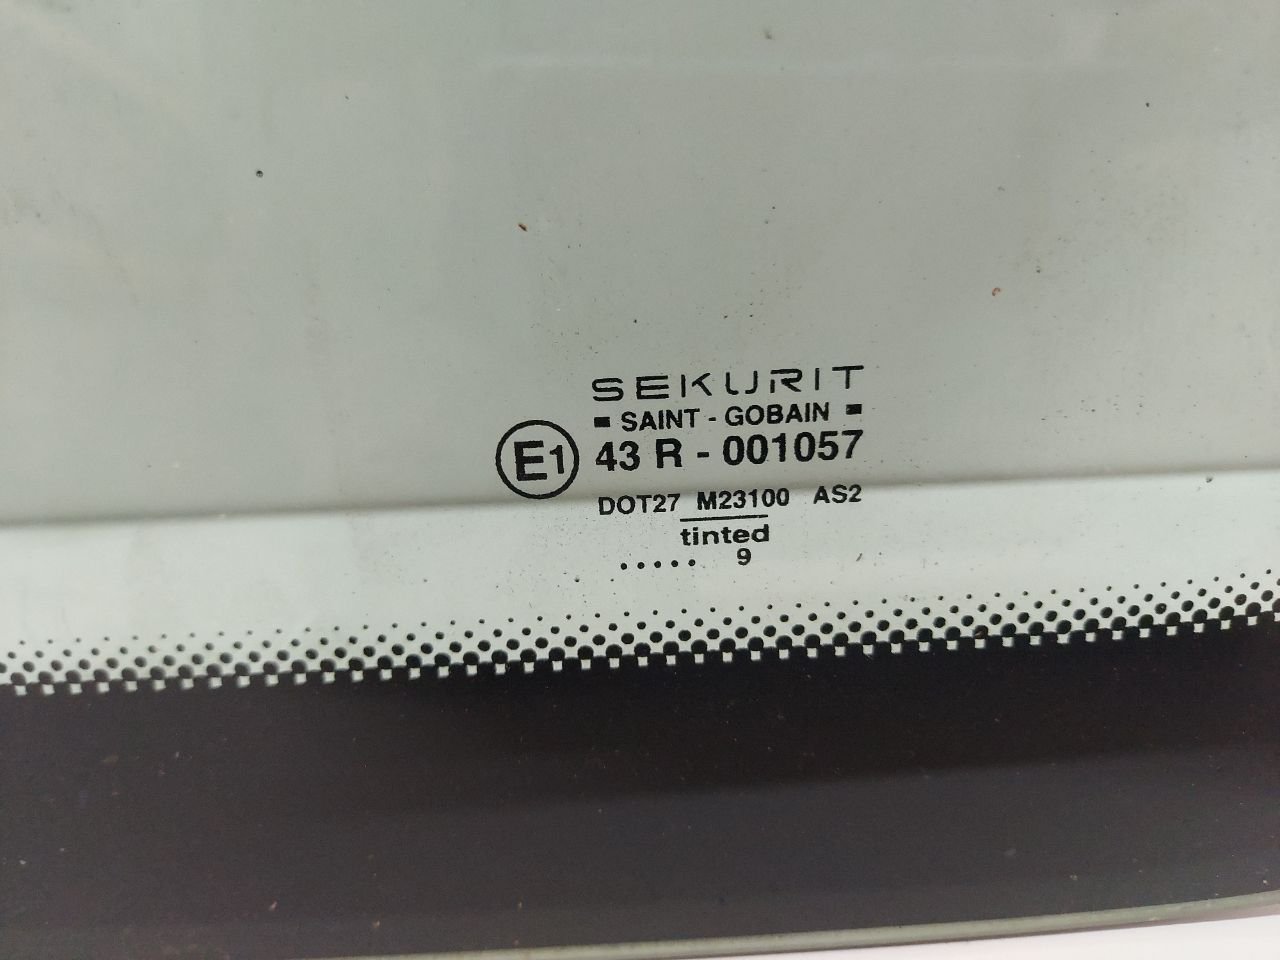 SEKURIT
SAINT - GOBAIN
E1 43 R - 001057
DOT27 M23100 AS2
tinted
..... 9